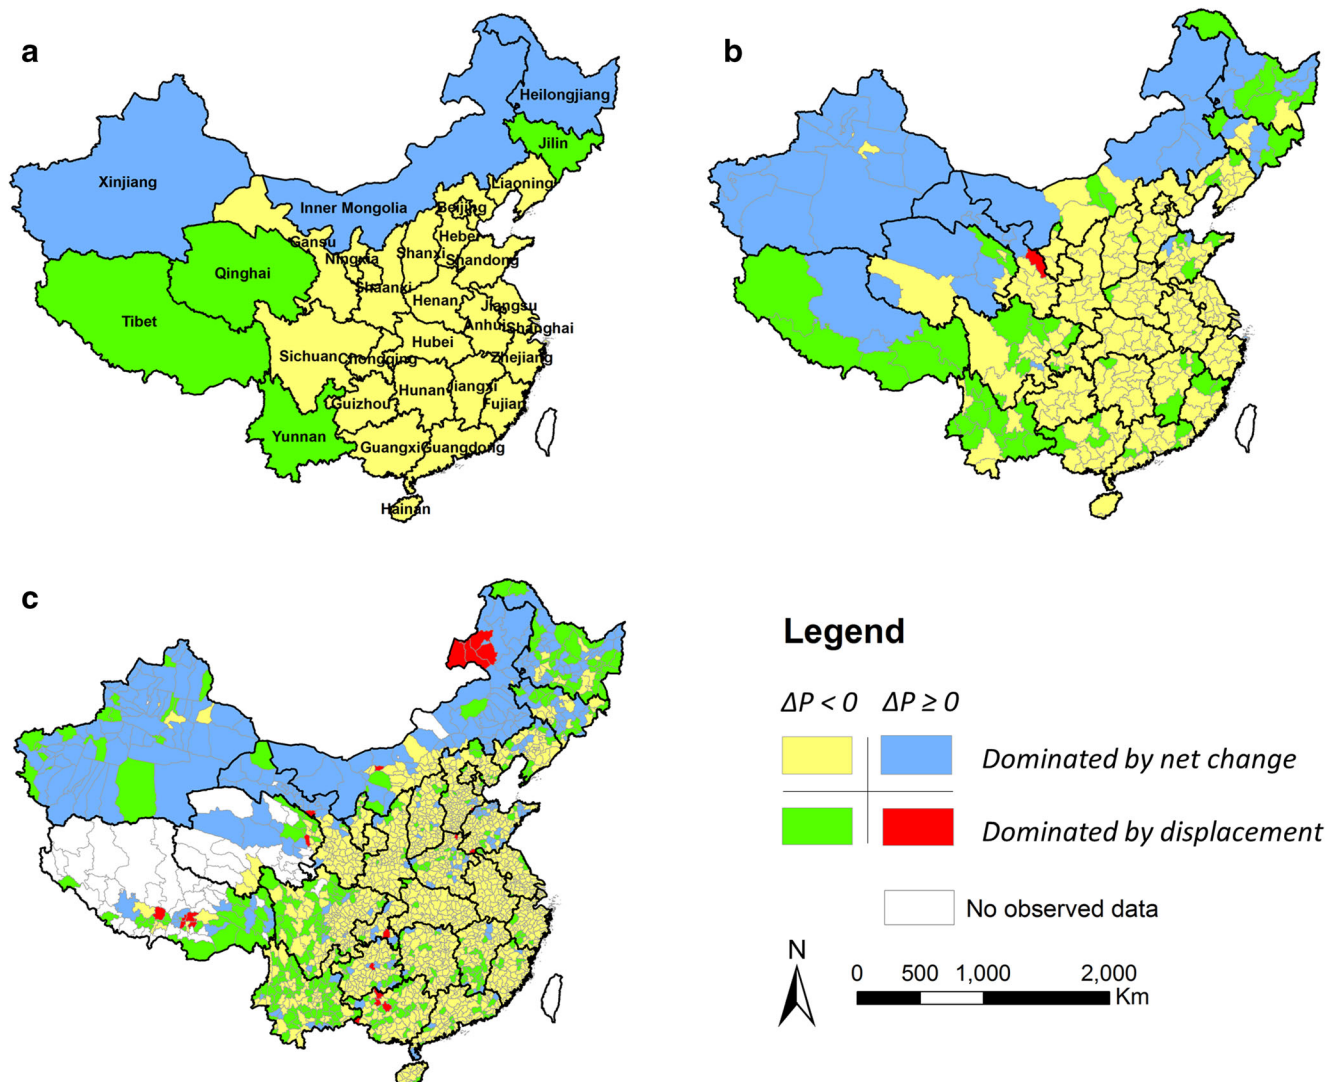 a
Heilongjiang
Jilin
Xinjiang
Liaoning
Inner Mongolia
Beijing
Gansu
Hebei
Ningxia
Shanxi
Shandong
Qinghai
Shaanxi
Henan
Jiangsu
Tibet
Anhui
Shanghai
Hubei
Sichuan
Chongqing
Zhejiang
Hunan
Jiangxi
Guizhou
Fujian
Yunnan
Guangxi
Guangdong
Hainan
b
c
Legend
ΔP < 0 ΔP ≥ 0
Dominated by net change
Dominated by displacement
No observed data
N
0 500 1,000 2,000
Km